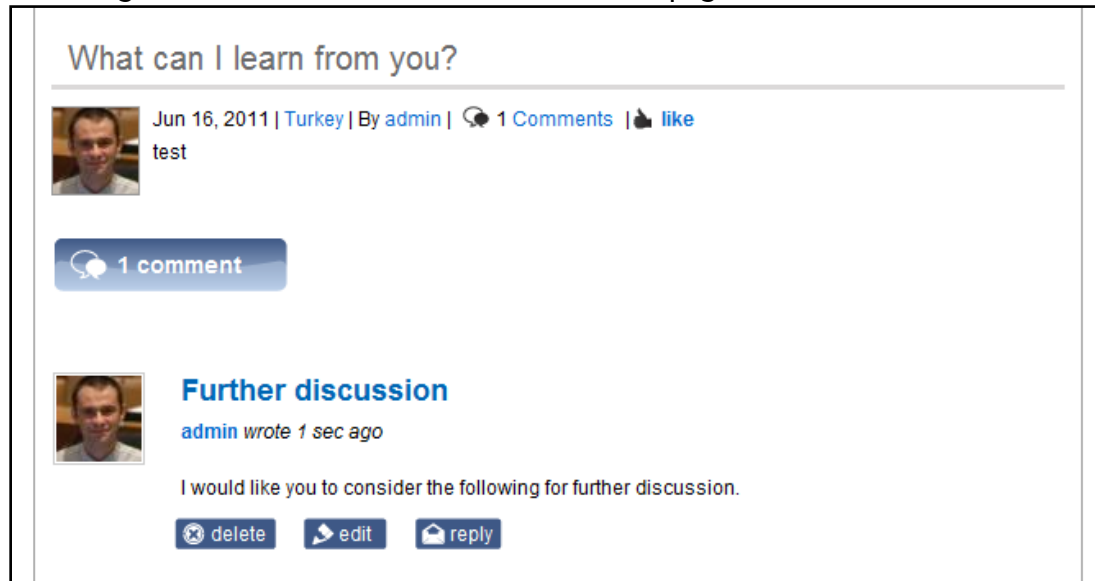 What can I learn from you?
Jun 16, 2011 | Turkey | By admin | 1 Comments | like
test
1 comment
Further discussion
admin wrote 1 sec ago
I would like you to consider the following for further discussion.
delete edit reply